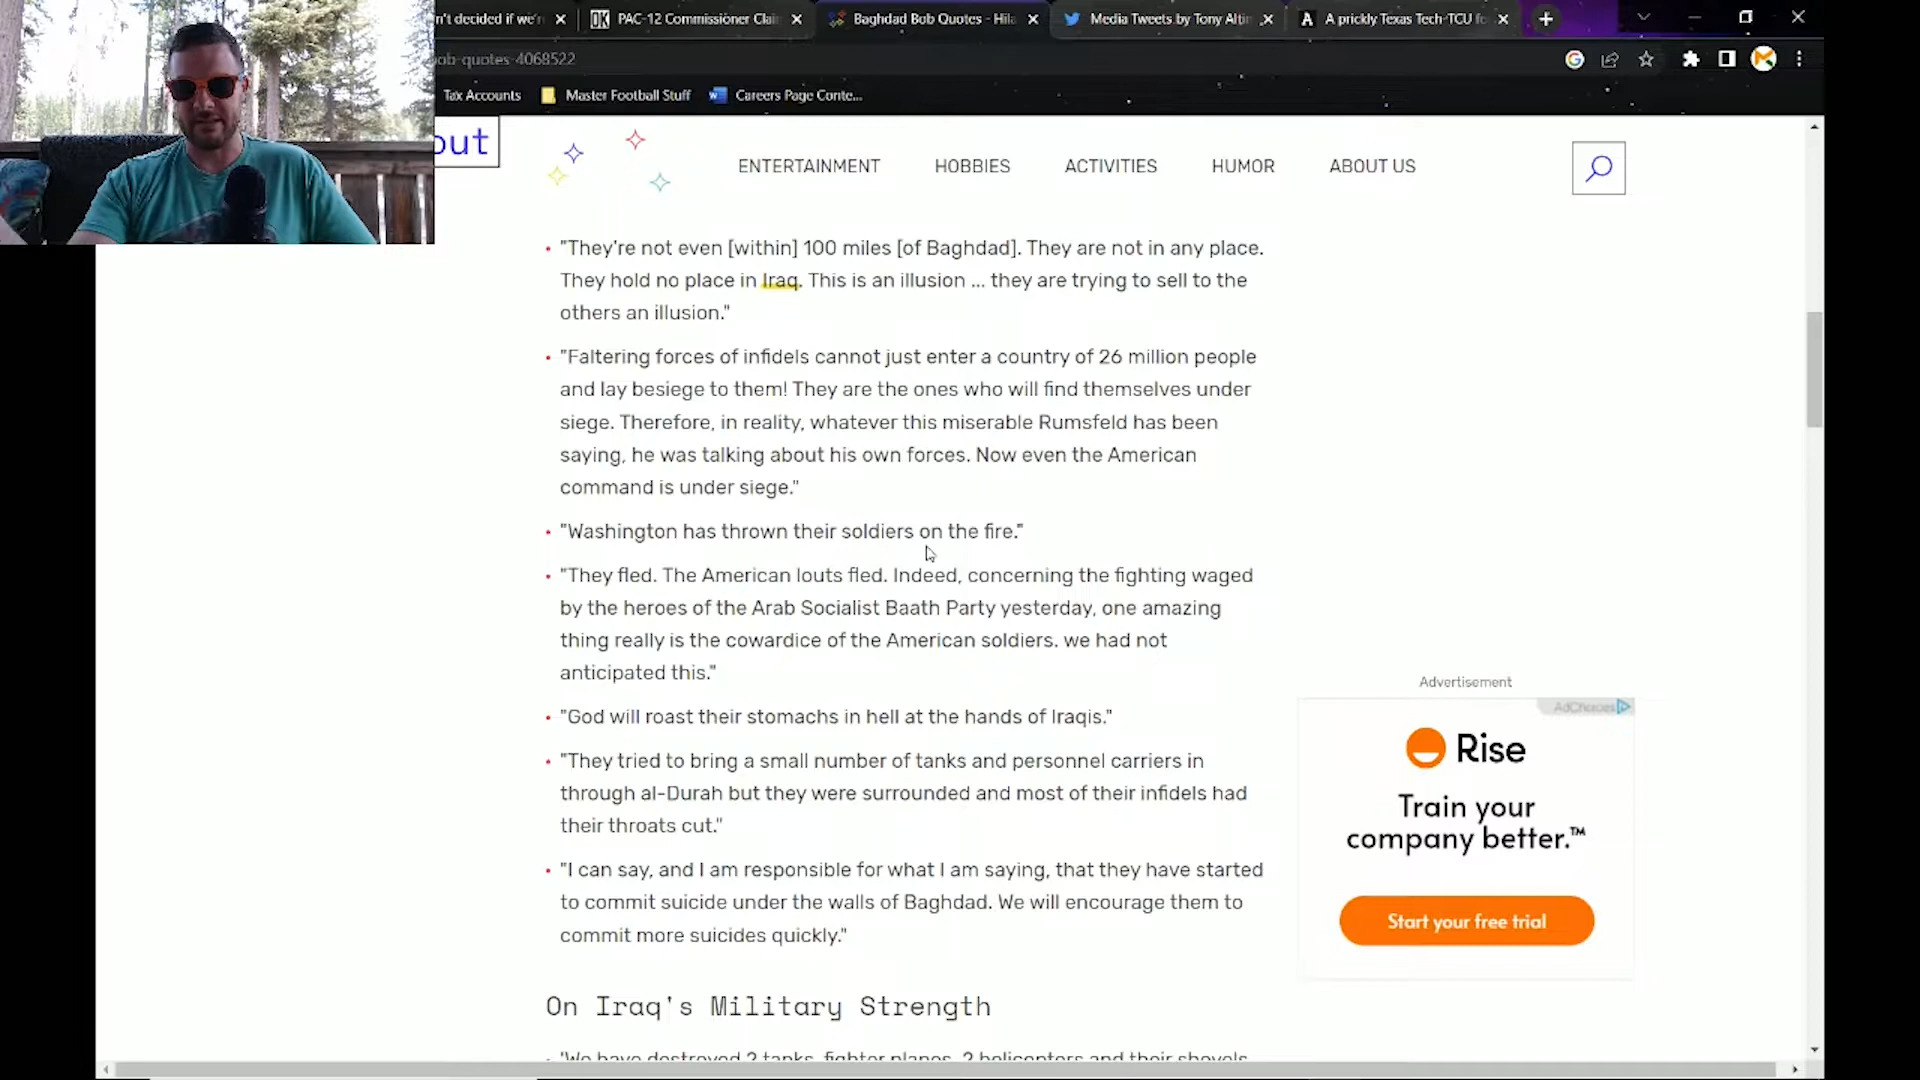 n't decided if we'r
PAC-12 Commissioner Clai
Baghdad Bob Quotes - Hila
Media Tweets by Tony Altim
A prickly Texas Tech-TCU fo
ob-quotes-4068522
Tax Accounts
Master Football Stuff
Careers Page Conte...
out
ENTERTAINMENT
HOBBIES
ACTIVITIES
HUMOR
ABOUT US
• "They're not even [within] 100 miles [of Baghdad]. They are not in any place.
They hold no place in Iraq. This is an illusion ... they are trying to sell to the
others an illusion."
• "Faltering forces of infidels cannot just enter a country of 26 million people
and lay besiege to them! They are the ones who will find themselves under
siege. Therefore, in reality, whatever this miserable Rumsfeld has been
saying, he was talking about his own forces. Now even the American
command is under siege."
• "Washington has thrown their soldiers on the fire."
• "They fled. The American louts fled. Indeed, concerning the fighting waged
by the heroes of the Arab Socialist Baath Party yesterday, one amazing
thing really is the cowardice of the American soldiers. we had not
anticipated this."
• "God will roast their stomachs in hell at the hands of Iraqis."
• "They tried to bring a small number of tanks and personnel carriers in
through al-Durah but they were surrounded and most of their infidels had
their throats cut."
• "I can say, and I am responsible for what I am saying, that they have started
to commit suicide under the walls of Baghdad. We will encourage them to
commit more suicides quickly."
On Iraq's Military Strength
"We have destroyed 2 tanks, fighter planes, 2 helicopters and their shovels
Advertisement
AdChoices
Rise
Train your
company better.™
Start your free trial